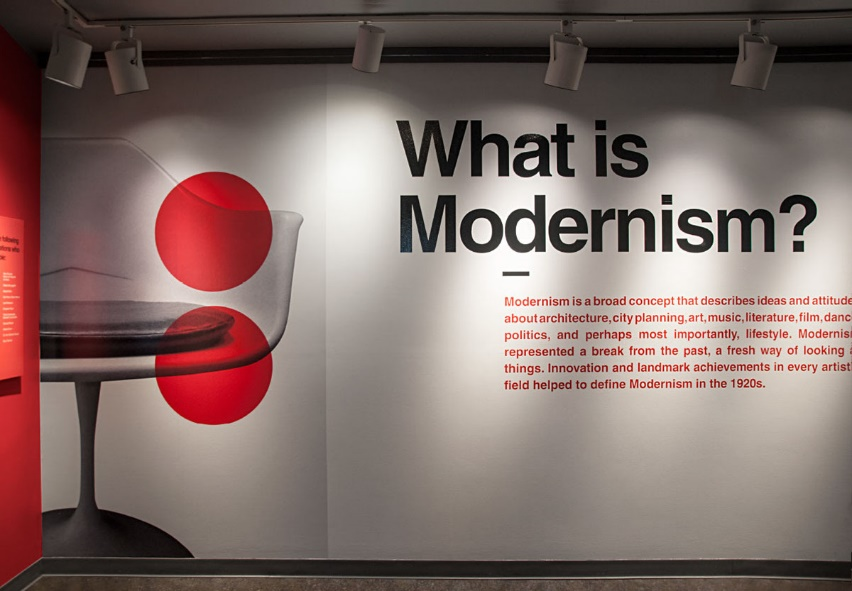 What is
Modernism?
Modernism is a broad concept that describes ideas and attitude
about architecture, city planning, art, music, literature, film, danc
politics, and perhaps most importantly, lifestyle. Modernis
represented a break from the past, a fresh way of looking
things. Innovation and landmark achievements in every artist
field helped to define Modernism in the 1920s.
following
who